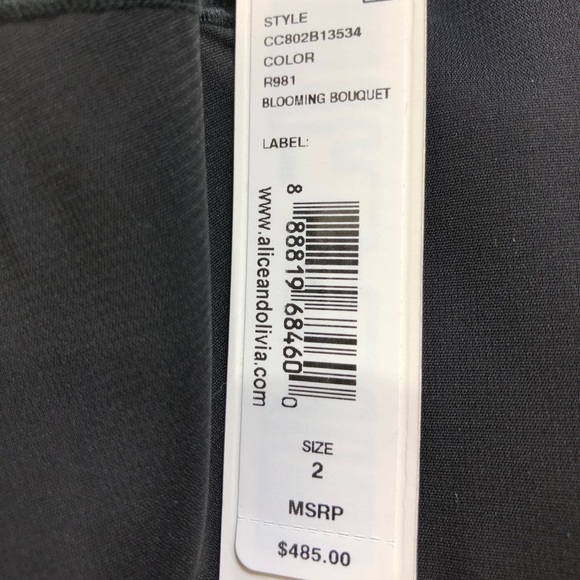 STYLE
CC802B13534
COLOR
R981
BLOOMING BOUQUET
LABEL:
8 88819 68460 0
www.aliceandolivia.com
SIZE
2
MSRP
$485.00